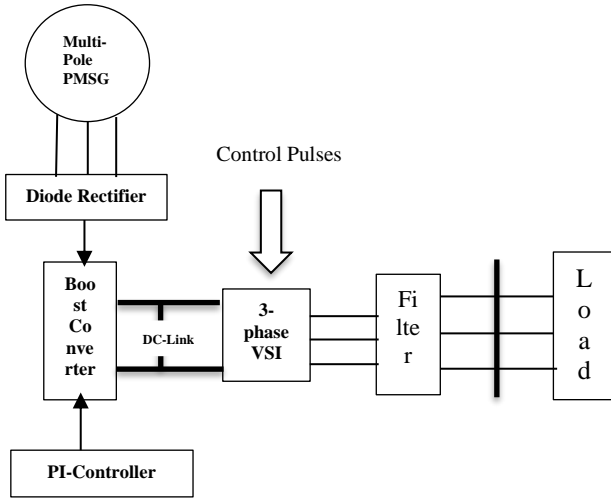 Multi-
Pole
PMSG
Control Pulses
Diode Rectifier
Boo
st
Co
nve
rter
DC-Link
3-
phase
VSI
Fi
lte
r
L
o
a
d
PI-Controller